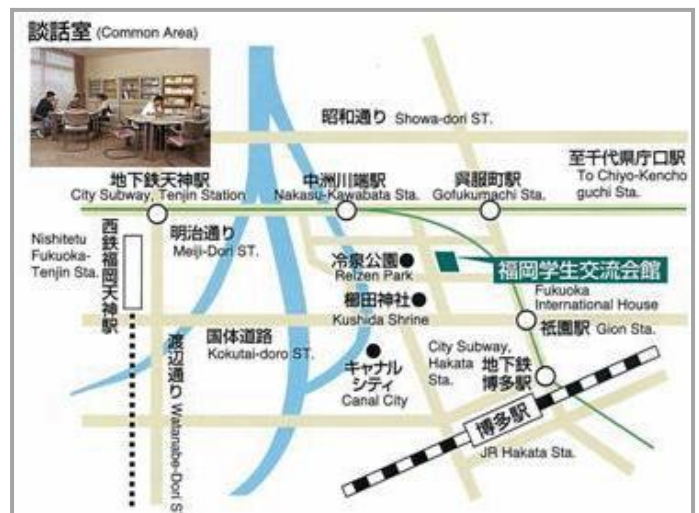 談話室 (Common Area)
昭和通り Showa-dori ST.
至千代県庁口駅
To Chiyo-Kencho
guchi Sta.
地下鉄天神駅
City Subway, Tenjin Station
中洲川端駅
Nakasu-Kawabata Sta.
呉服町駅
Gofukumachi Sta.
Nishitetu
Fukuoka-
Tenjin Sta.
西鉄福岡天神駅
明治通り
Meiji-Dori ST.
冷泉公園
Reizen Park
福岡学生交流会館
Fukuoka
International House
櫛田神社
Kushida Shrine
祇園駅 Gion Sta.
国体道路
Kokutai-doro ST.
渡辺通り Watanabe-Dori S
キャナル
シティ
Canal City
City Subway,
Hakata
Sta.
地下鉄
博多駅
博多駅
JR Hakata Sta.